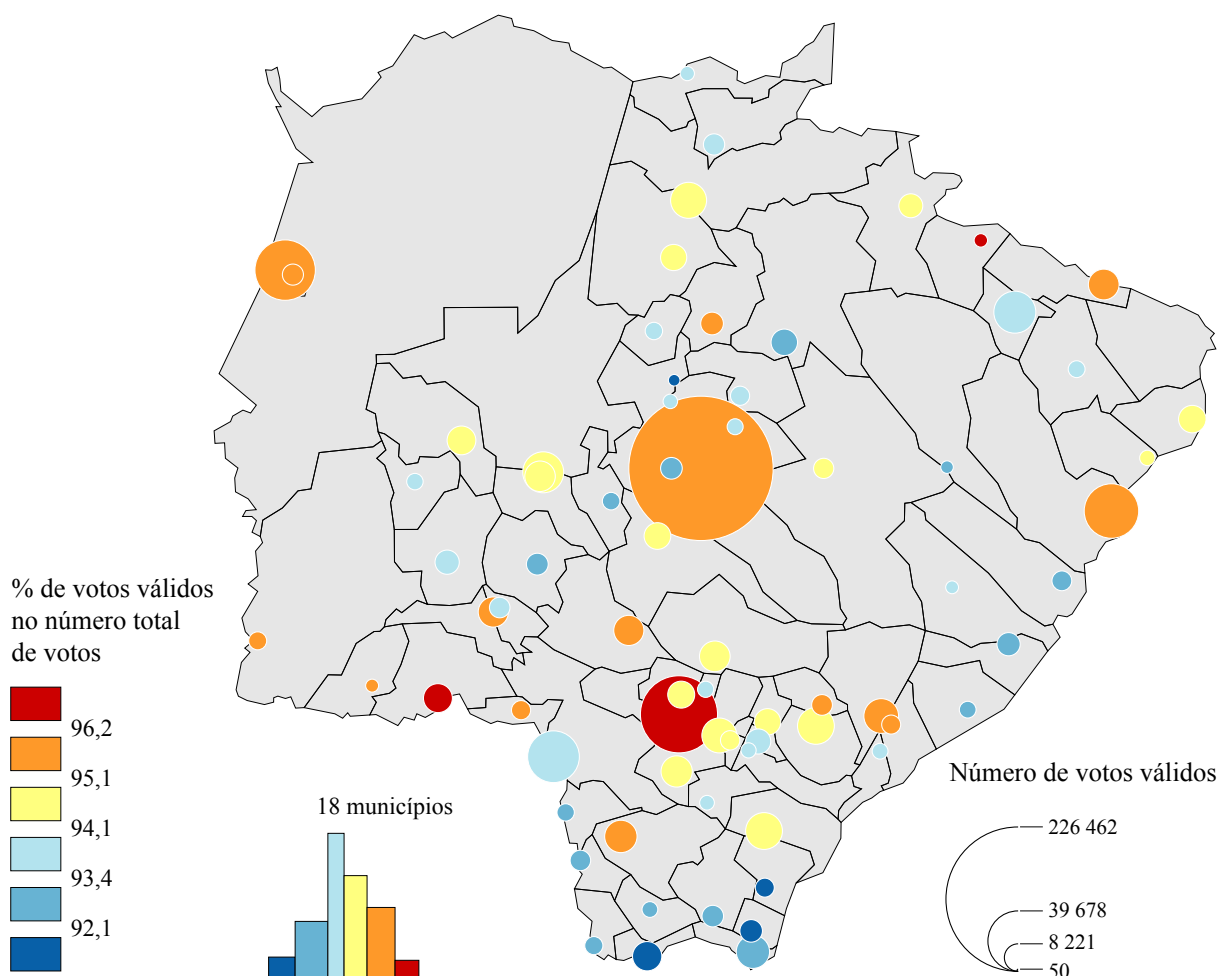 % de votos válidos
no número total
de votos
96,2
95,1
94,1
93,4
92,1
18 municípios
Número de votos válidos
226 462
39 678
8 221
50